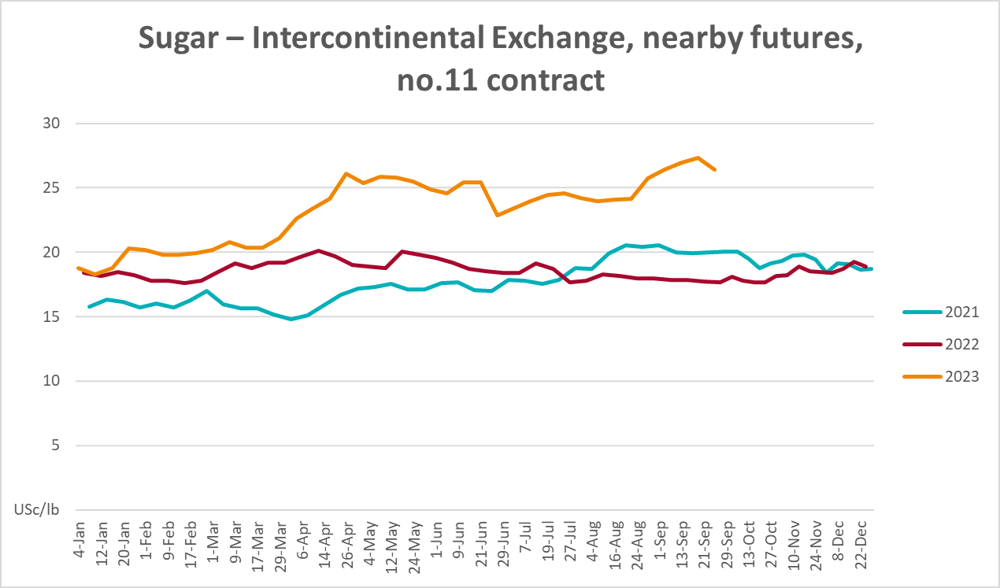 Sugar – Intercontinental Exchange, nearby futures,
no.11 contract
30
25
20
15
10
5
USc/lb
4-Jan
12-Jan
20-Jan
1-Feb
9-Feb
17-Feb
1-Mar
9-Mar
17-Mar
29-Mar
6-Apr
14-Apr
26-Apr
4-May
12-May
24-May
1-Jun
9-Jun
21-Jun
29-Jun
7-Jul
19-Jul
27-Jul
4-Aug
16-Aug
24-Aug
1-Sep
13-Sep
21-Sep
29-Sep
13-Oct
27-Oct
10-Nov
24-Nov
8-Dec
22-Dec
2021
2022
2023